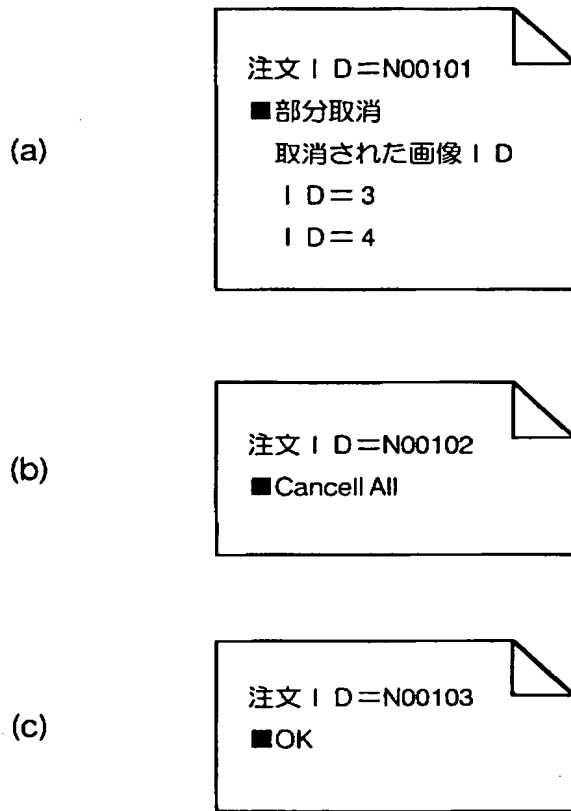 (a)
注文ID=N00101
■部分取消
取消された画像ID
ID=3
ID=4
(b)
注文ID=N00102
■Cancell All
(c)
注文ID=N00103
■OK